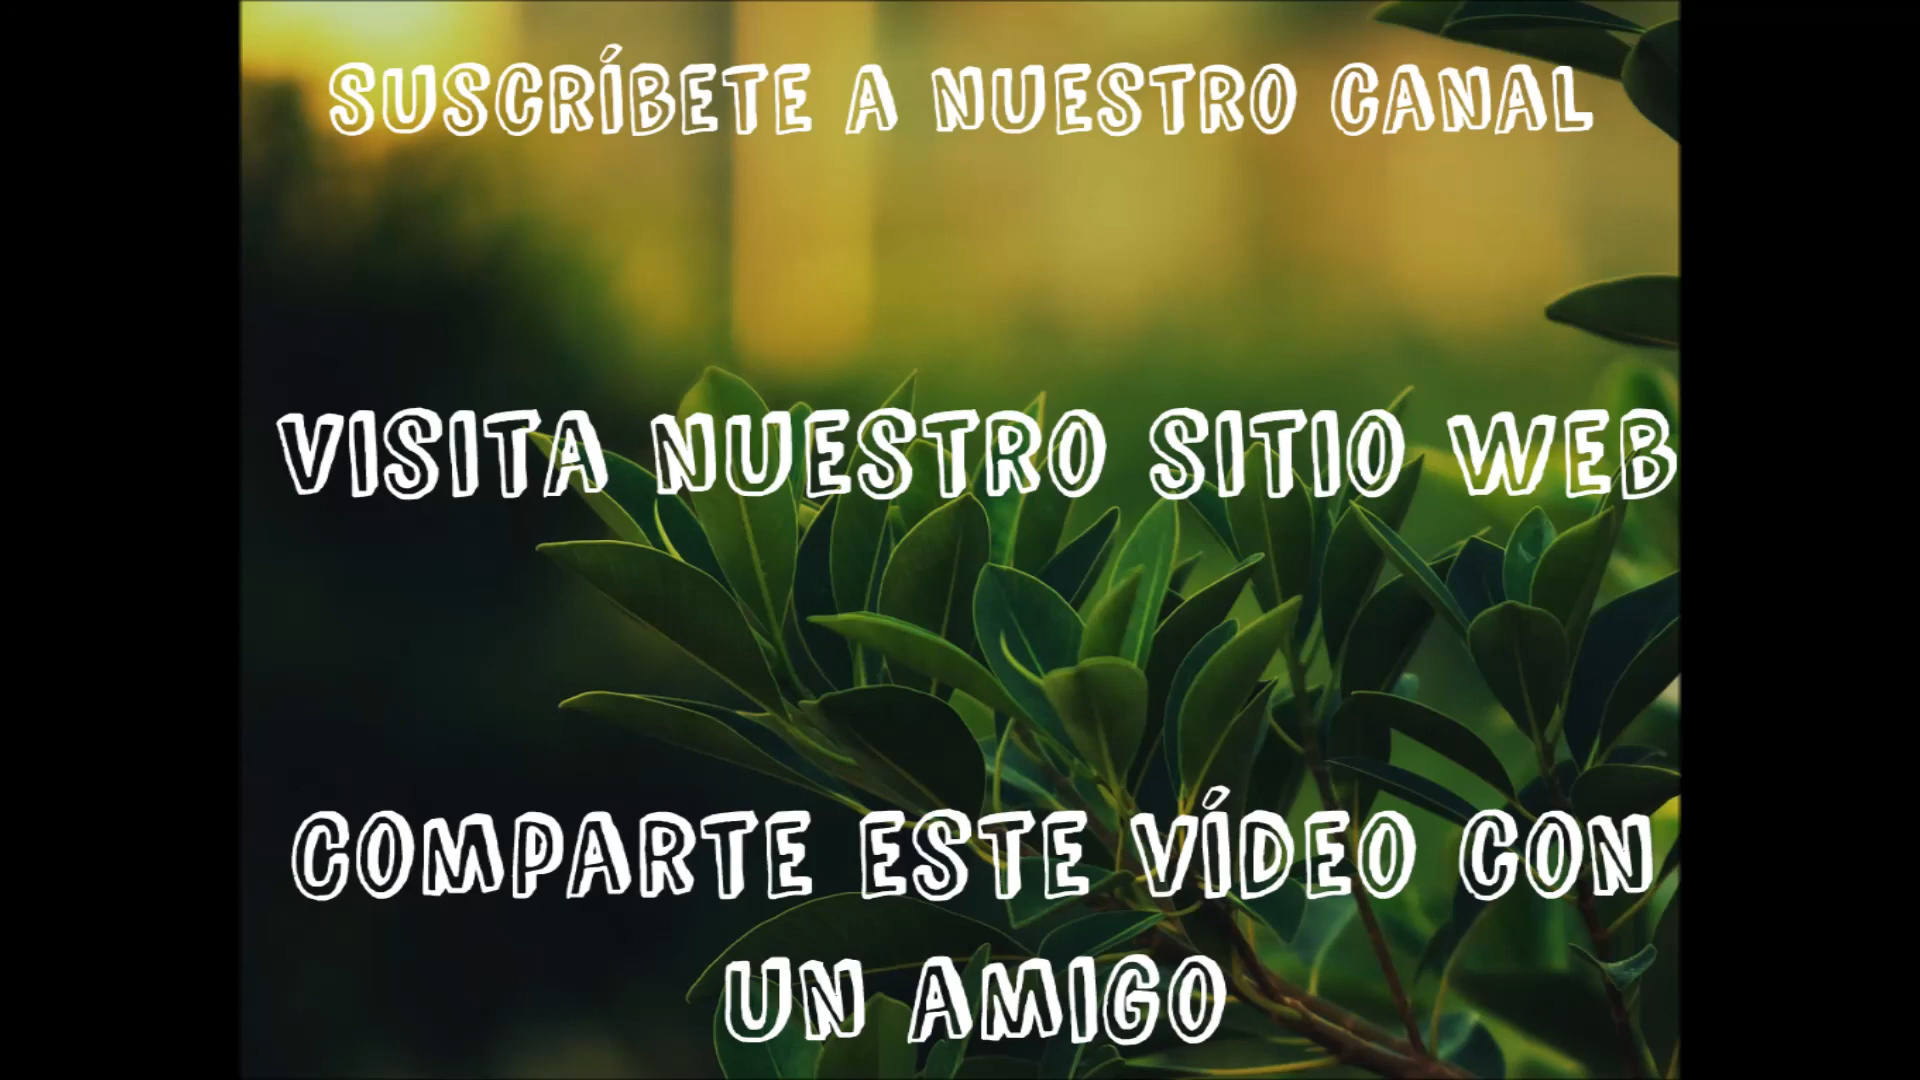 SUSCRÍBETE A NUESTRO CANAL
VISITA NUESTRO SITIO WEB
COMPARTE ESTE VÍDEO CON
UN AMIGO